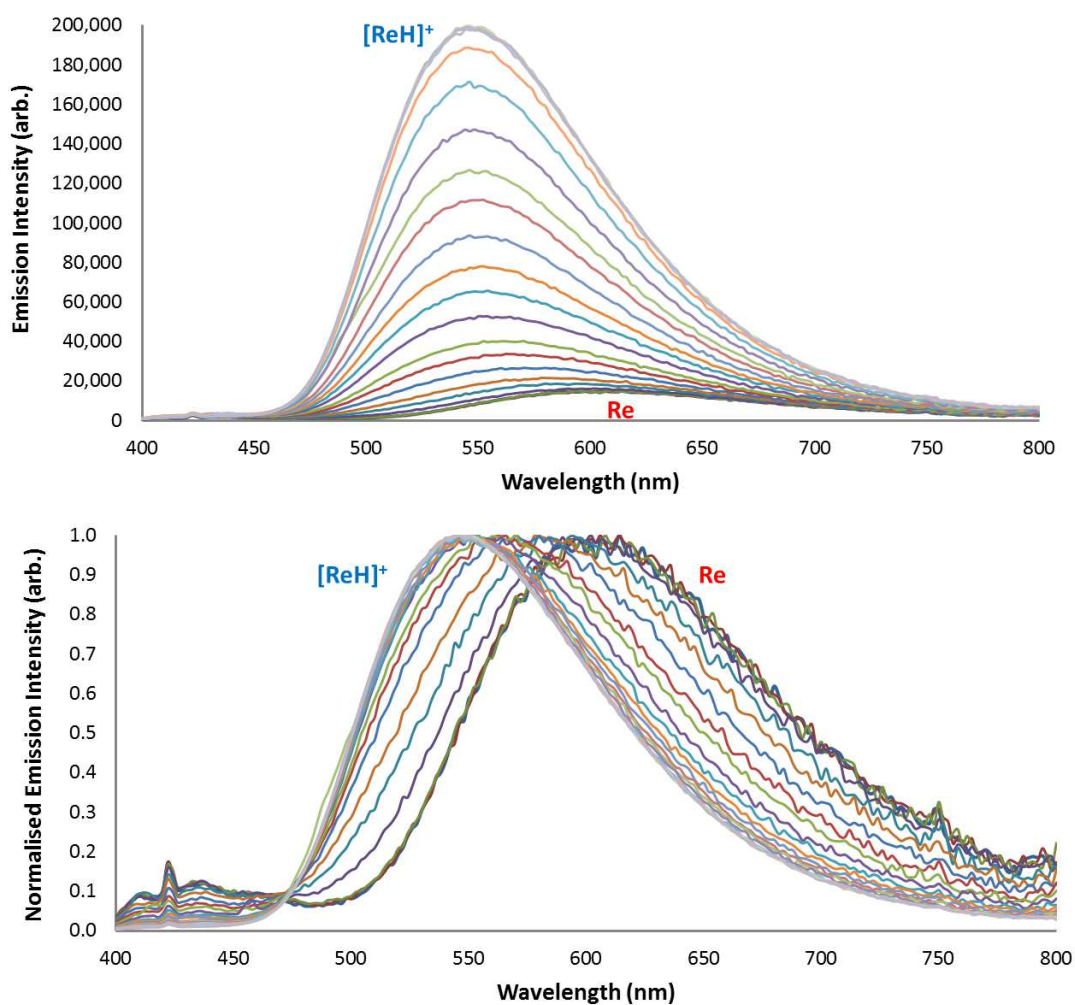 200,000
180,000
160,000
140,000
120,000
100,000
80,000
60,000
40,000
20,000
0
Emission Intensity (arb.)
[ReH]⁺
Re
400 450 500 550 600 650 700 750 800
Wavelength (nm)
1.0
0.9
0.8
0.7
0.6
0.5
0.4
0.3
0.2
0.1
0.0
Normalised Emission Intensity (arb.)
[ReH]⁺
Re
400 450 500 550 600 650 700 750 800
Wavelength (nm)